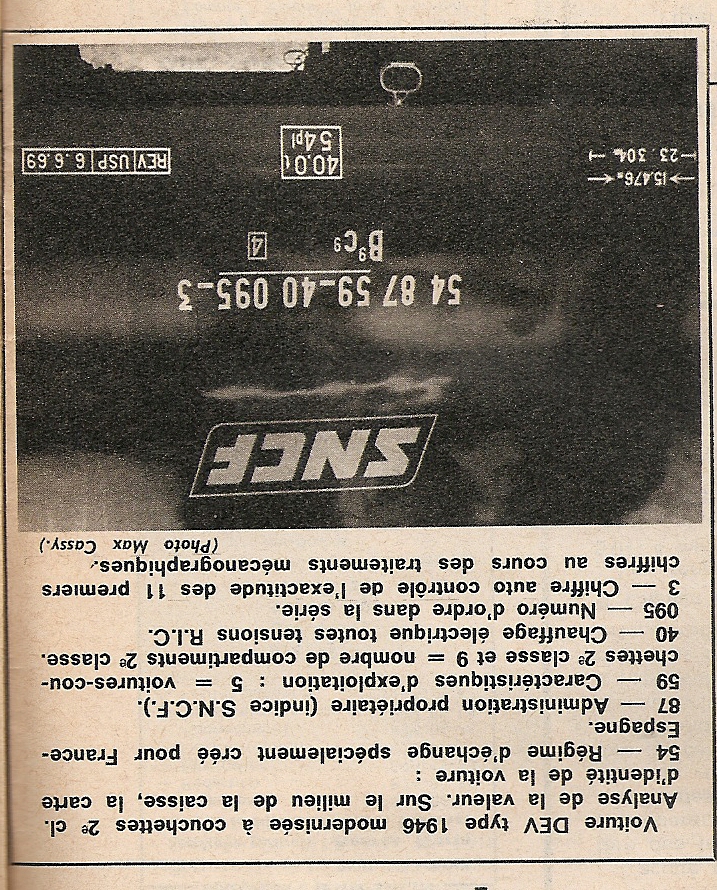 Voiture DEV type 1946 modernisée à couchettes 2e cl.
Analyse de la valeur. Sur le milieu de la caisse, la carte
d'identité de la voiture :
54 — Régime d'échange spécialement créé pour France-
Espagne.
87 — Administration propriétaire (indice S.N.C.F.).
59 — Caractéristiques d'exploitation : 5 = voitures-cou-
chettes 2e classe et 9 = nombre de compartiments 2e classe.
40 — Chauffage électrique toutes tensions R.I.C.
095 — Numéro d'ordre dans la série.
3 — Chiffre auto contrôle de l'exactitude des 11 premiers
chiffres au cours des traitements mécanographiques.
(Photo Max Cassy.)
SNCF
54 87 59-40 095-3
B9c9 4
15.476m
23.304m
40.0t
54pl
REV USP 6.6.69